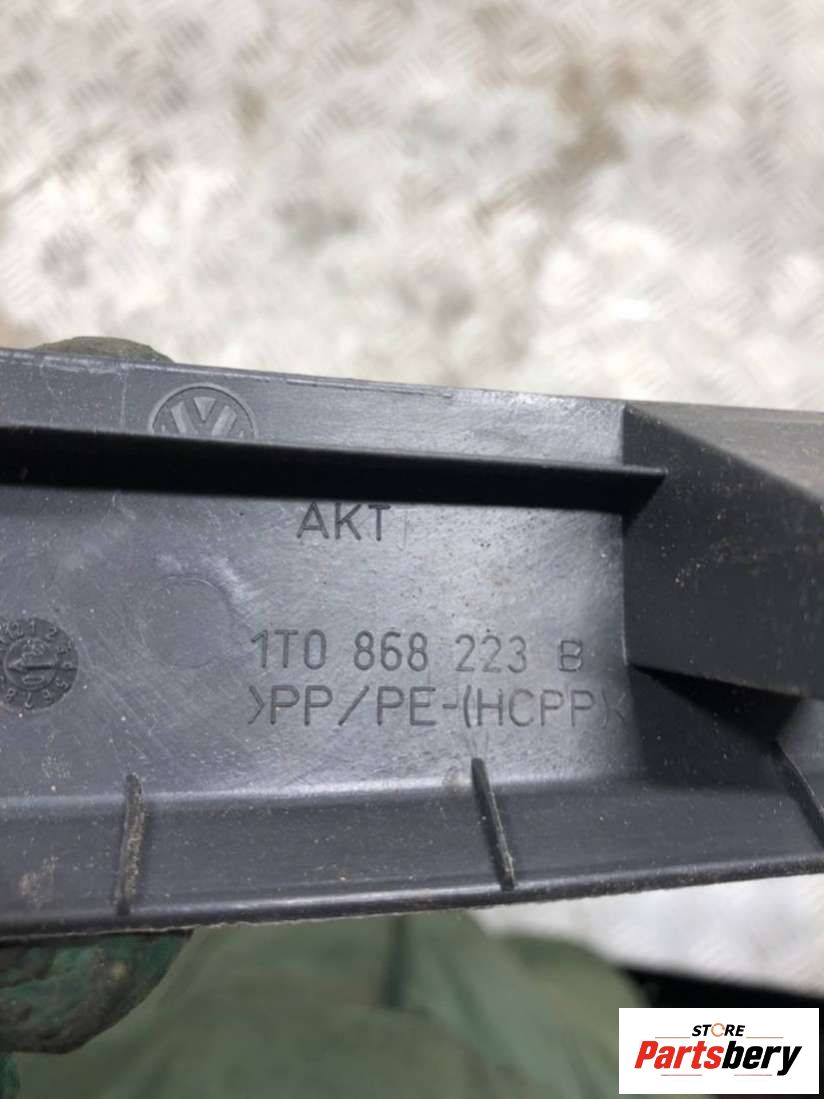 AKT
1T0 868 223 B
>PP/PE-(HCPP)<
STORE
Partsbery